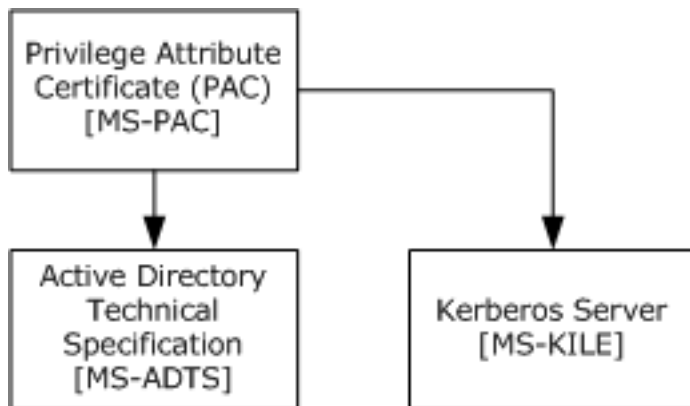 Privilege Attribute
Certificate (PAC)
[MS-PAC]
Active Directory
Technical
Specification
[MS-ADTS]
Kerberos Server
[MS-KILE]